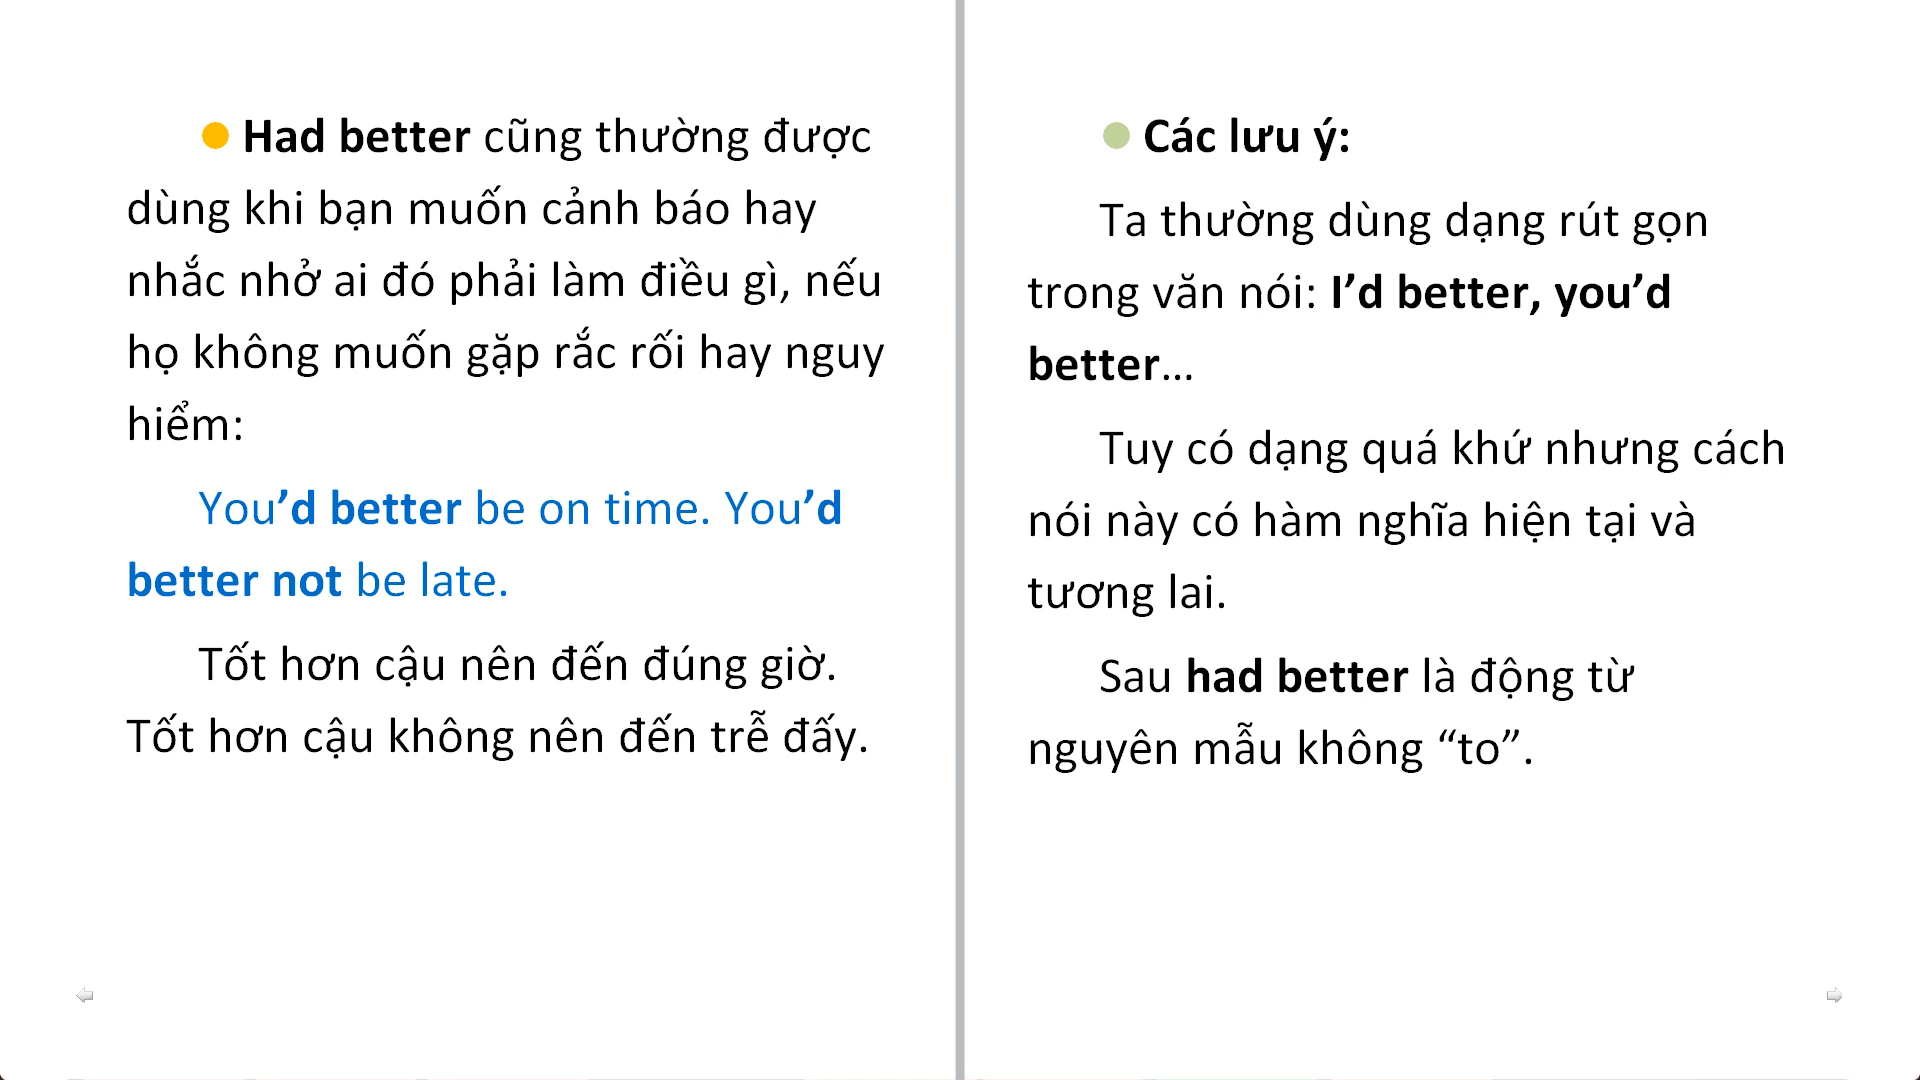 Had better cũng thường được
dùng khi bạn muốn cảnh báo hay
nhắc nhở ai đó phải làm điều gì, nếu
họ không muốn gặp rắc rối hay nguy
hiểm:
You’d better be on time. You’d
better not be late.
Tốt hơn cậu nên đến đúng giờ.
Tốt hơn cậu không nên đến trễ đấy.
Các lưu ý:
Ta thường dùng dạng rút gọn
trong văn nói: I’d better, you’d
better...
Tuy có dạng quá khứ nhưng cách
nói này có hàm nghĩa hiện tại và
tương lai.
Sau had better là động từ
nguyên mẫu không “to”.